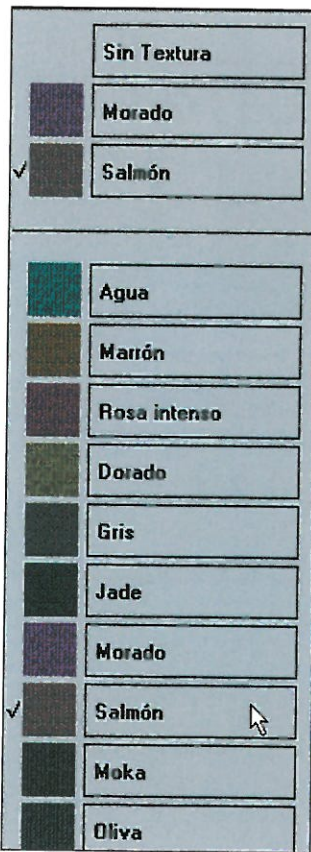 Sin Textura
Morado
Salmón
Agua
Marrón
Rosa intenso
Dorado
Gris
Jade
Morado
Salmón
Moka
Oliva